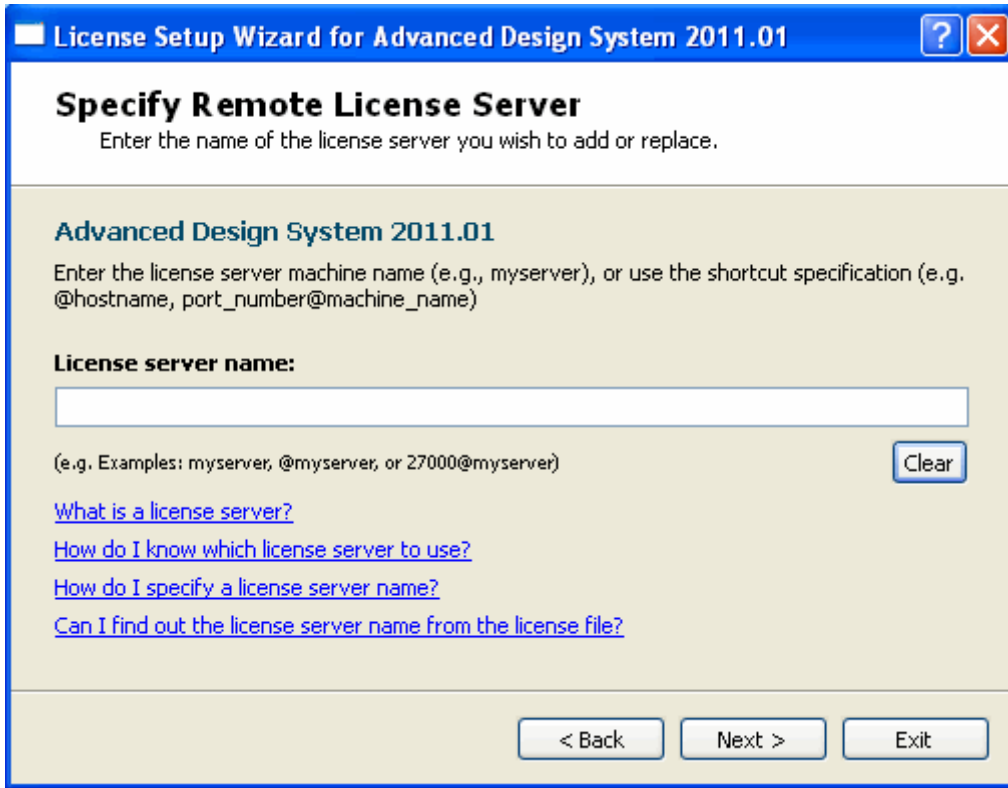 License Setup Wizard for Advanced Design System 2011.01
Specify Remote License Server
Enter the name of the license server you wish to add or replace.
Advanced Design System 2011.01
Enter the license server machine name (e.g., myserver), or use the shortcut specification (e.g.
@hostname, port_number@machine_name)
License server name:
(e.g. Examples: myserver, @myserver, or 27000@myserver)
Clear
What is a license server?
How do I know which license server to use?
How do I specify a license server name?
Can I find out the license server name from the license file?
< Back
Next >
Exit